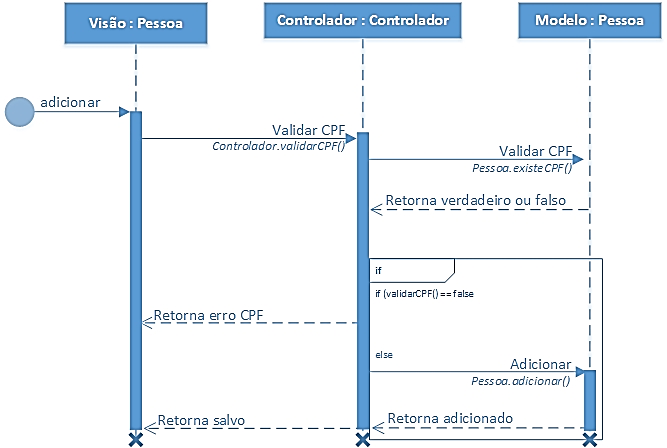 Visão : Pessoa
Controlador : Controlador
Modelo : Pessoa
adicionar
Validar CPF
Controlador.validarCPF()
Validar CPF
Pessoa.existeCPF()
Retorna verdadeiro ou falso
if
if (validarCPF() == false
Retorna erro CPF
else
Adicionar
Pessoa.adicionar()
Retorna salvo
Retorna adicionado